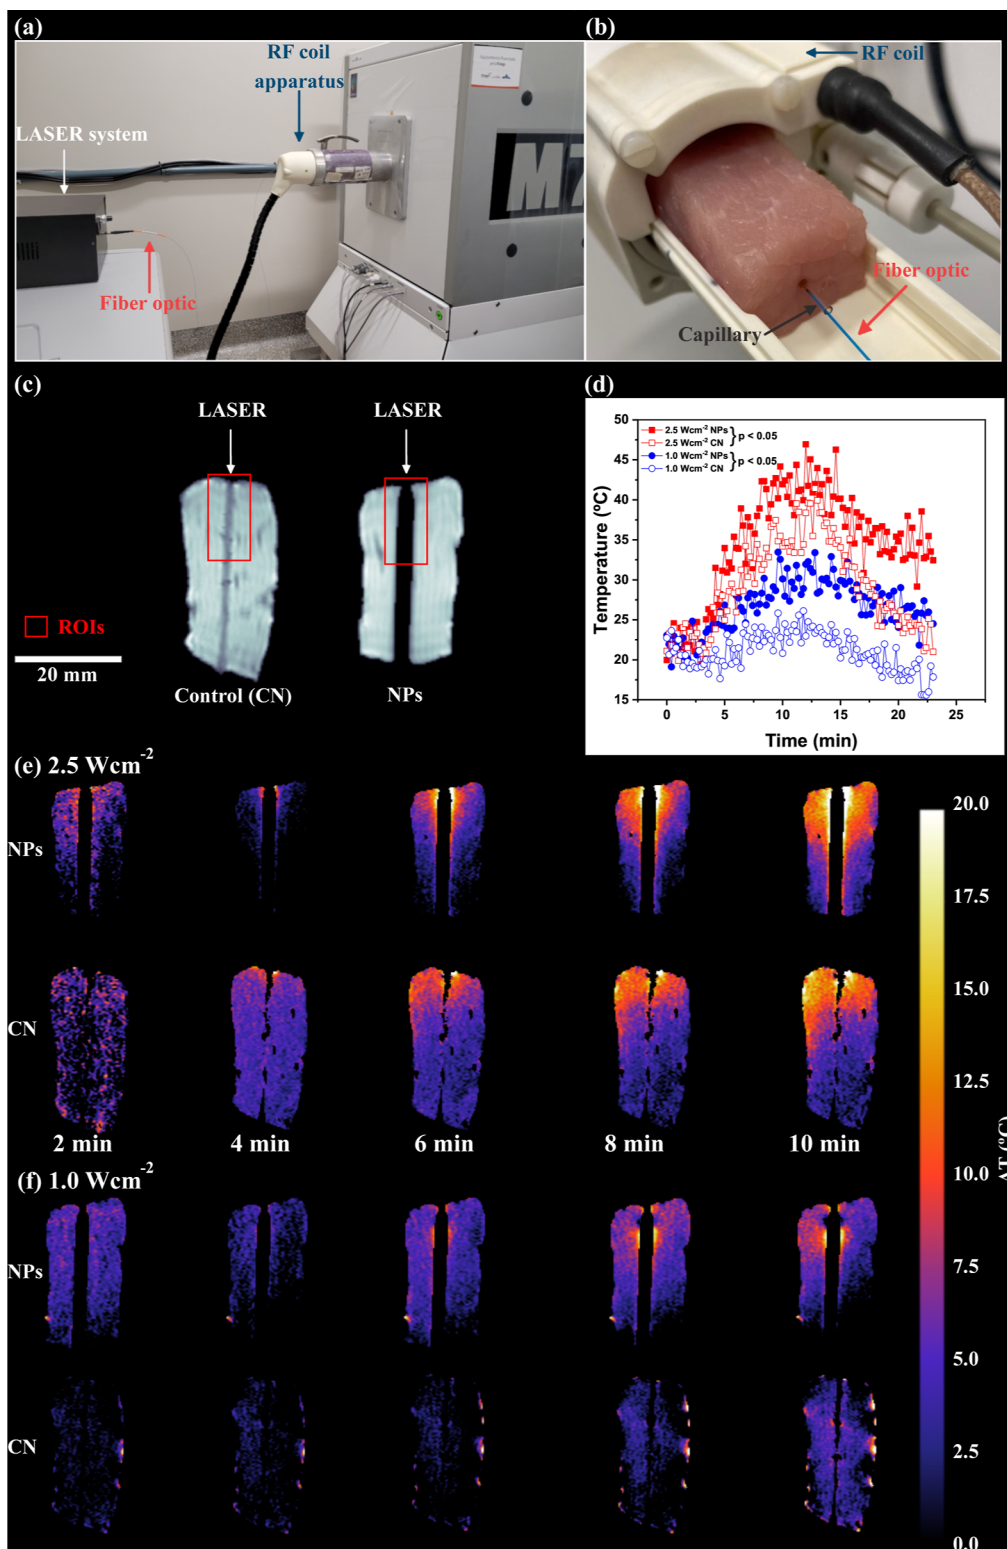 (a)
RF coil
apparatus
LASER system
Fiber optic
(b)
RF coil
Fiber optic
Capillary
(c)
LASER
LASER
ROIs
20 mm
Control (CN)
NPs
(d)
50
45
40
35
30
25
20
15
Temperature (ºC)
2.5 Wcm-2 NPs
2.5 Wcm-2 CN
p < 0.05
1.0 Wcm-2 NPs
1.0 Wcm-2 CN
p < 0.05
0
5
10
15
20
25
Time (min)
(e) 2.5 Wcm-2
NPs
CN
2 min
4 min
6 min
8 min
10 min
(f) 1.0 Wcm-2
NPs
CN
20.0
17.5
15.0
12.5
10.0
7.5
5.0
2.5
0.0
ΔT (ºC)